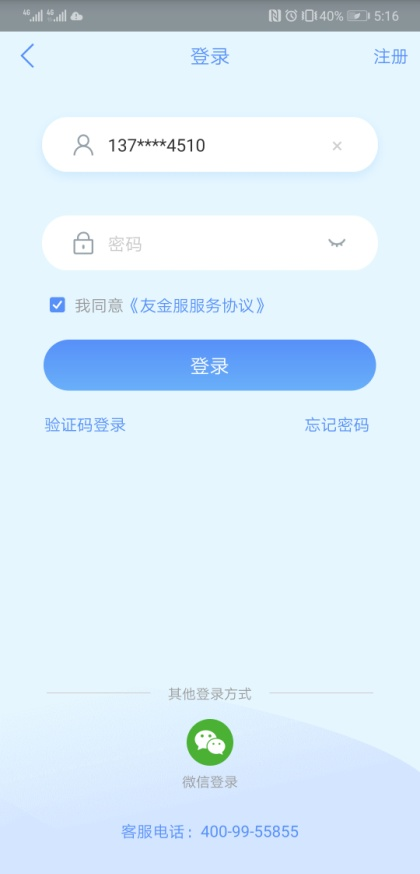 4G 4G 40% 5:16
登录 注册
137****4510 ×
密码
我同意《友金服服务协议》
登录
验证码登录 忘记密码
其他登录方式
微信登录
客服电话：400-99-55855